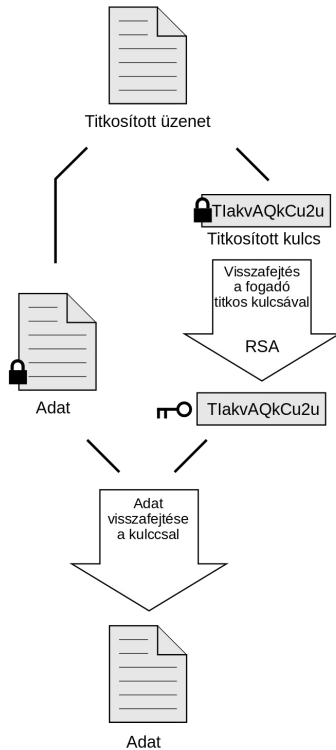 Titkosított üzenet
TIakvAQkCu2u
Titkosított kulcs
Visszafejtés
a fogadó
titkos kulcsával
RSA
TIakvAQkCu2u
Adat
Adat
visszafejtése
a kulccsal
Adat